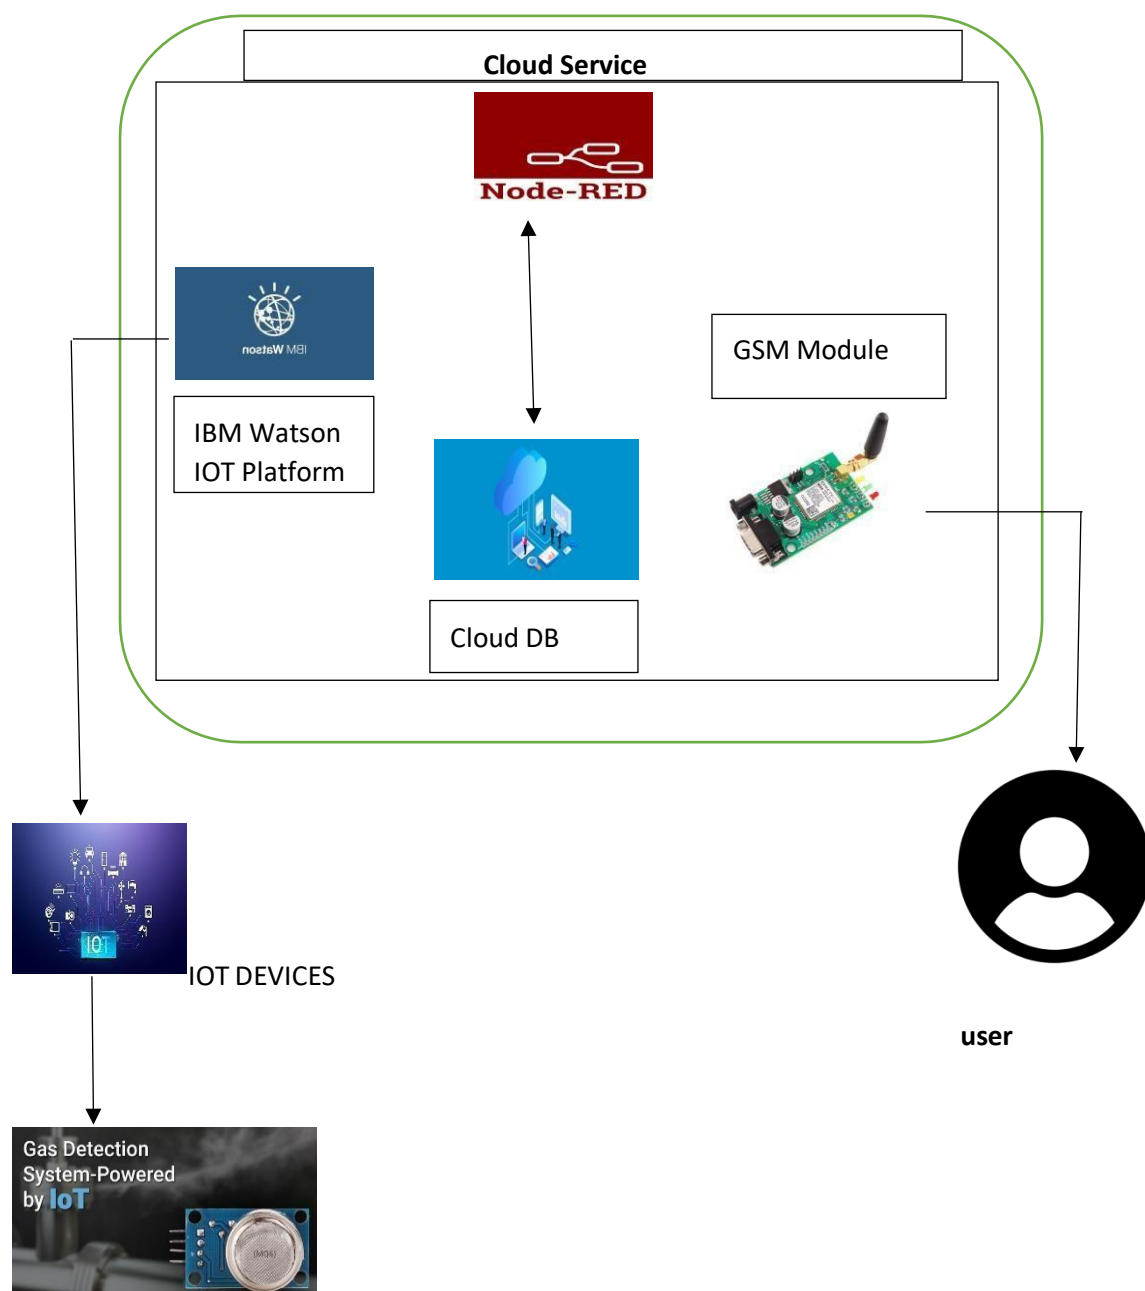 Cloud Service
Node-RED
IBM Watson
GSM Module
IBM Watson
IOT Platform
Cloud DB
IOT
IOT DEVICES
user
Gas Detection
System-Powered
by IoT
(MQ6)